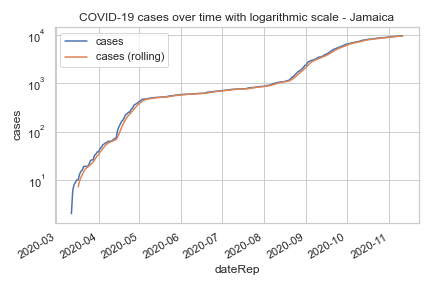 COVID-19 cases over time with logarithmic scale - Jamaica
cases
cases (rolling)
10^4
10^3
10^2
10^1
cases
2020-03
2020-04
2020-05
2020-06
2020-07
2020-08
2020-09
2020-10
2020-11
dateRep